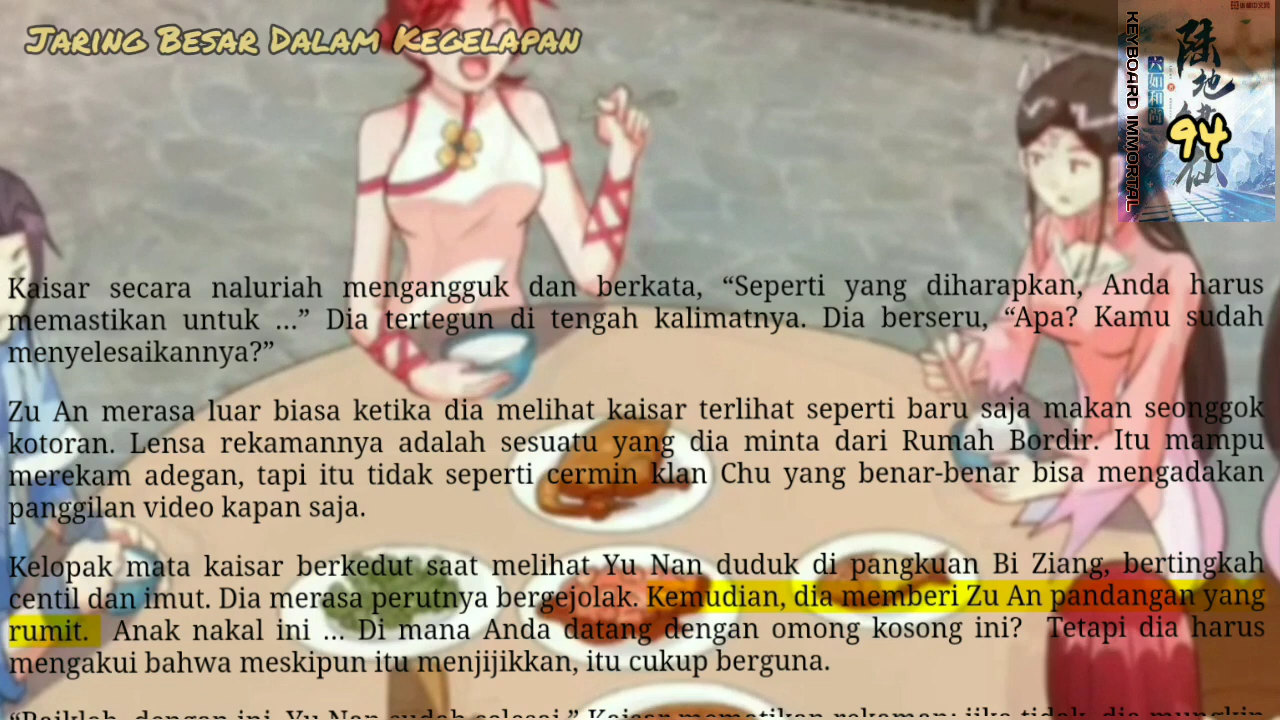 Jaring Besar Dalam Kegelapan
KEYBOARD IMMORTAL
94
Kaisar secara naluriah mengangguk dan berkata, “Seperti yang diharapkan, Anda harus
memastikan untuk ...” Dia tertegun di tengah kalimatnya. Dia berseru, “Apa? Kamu sudah
menyelesaikannya?”
Zu An merasa luar biasa ketika dia melihat kaisar terlihat seperti baru saja makan seonggok
kotoran. Lensa rekamannya adalah sesuatu yang dia minta dari Rumah Bordir. Itu mampu
merekam adegan, tapi itu tidak seperti cermin klan Chu yang benar-benar bisa mengadakan
panggilan video kapan saja.
Kelopak mata kaisar berkedut saat melihat Yu Nan duduk di pangkuan Bi Ziang, bertingkah
centil dan imut. Dia merasa perutnya bergejolak. Kemudian, dia memberi Zu An pandangan yang
rumit. Anak nakal ini ... Di mana Anda datang dengan omong kosong ini? Tetapi dia harus
mengakui bahwa meskipun itu menjijikkan, itu cukup berguna.